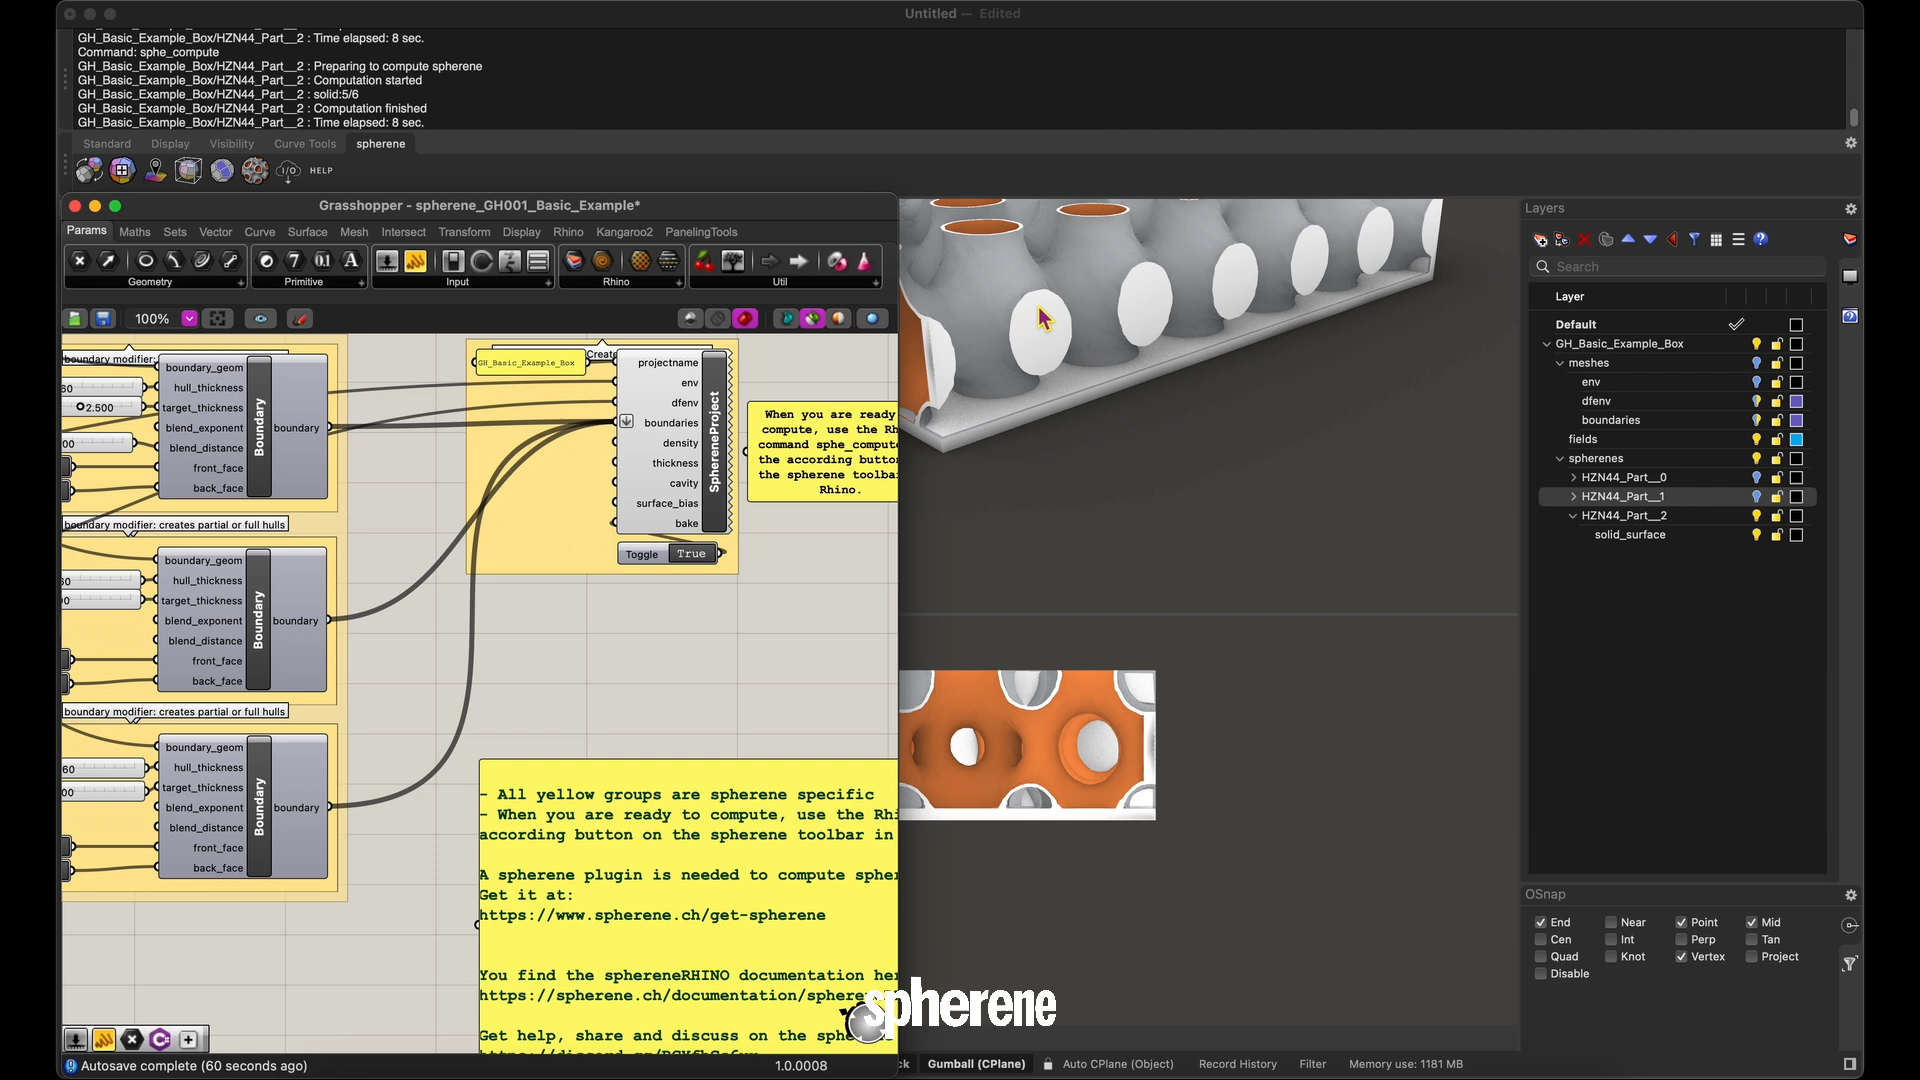 Untitled — Edited
GH_Basic_Example_Box/HZN44_Part__2 : Time elapsed: 8 sec.
Command: sphe_compute
GH_Basic_Example_Box/HZN44_Part__2 : Preparing to compute spherene
GH_Basic_Example_Box/HZN44_Part__2 : Computation started
GH_Basic_Example_Box/HZN44_Part__2 : solid:5/6
GH_Basic_Example_Box/HZN44_Part__2 : Computation finished
GH_Basic_Example_Box/HZN44_Part__2 : Time elapsed: 8 sec.
Standard Display Visibility Curve Tools spherene
I/O HELP
Grasshopper - spherene_GH001_Basic_Example*
Params Maths Sets Vector Curve Surface Mesh Intersect Transform Display Rhino Kangaroo2 PanelingTools
Geometry Primitive Input Rhino Util
100%
boundary modifier:
boundary_geom
hull_thickness
target_thickness
blend_exponent
blend_distance
front_face
back_face
Boundary
boundary
60
2.500
00
boundary modifier: creates partial or full hulls
boundary_geom
hull_thickness
target_thickness
blend_exponent
blend_distance
front_face
back_face
Boundary
boundary
60
00
boundary modifier: creates partial or full hulls
boundary_geom
hull_thickness
target_thickness
blend_exponent
blend_distance
front_face
back_face
Boundary
boundary
60
00
GH_Basic_Example_Box
Create
projectname
env
dfenv
boundaries
density
thickness
cavity
surface_bias
bake
SphereneProject
Toggle True
When you are ready
compute, use the Rh
command sphe_compute
the according button
the spherene toolbar
Rhino.
- All yellow groups are spherene specific
- When you are ready to compute, use the Rhi
according button on the spherene toolbar in
A spherene plugin is needed to compute spher
Get it at:
https://www.spherene.ch/get-spherene
You find the sphereneRHINO documentation her
https://spherene.ch/documentation/sphere
Get help, share and discuss on the sph
spherene
Autosave complete (60 seconds ago)
1.0.0008
Layers
Search
Layer
Default
GH_Basic_Example_Box
meshes
env
dfenv
boundaries
fields
spherenes
HZN44_Part__0
HZN44_Part__1
HZN44_Part__2
solid_surface
OSnap
End Near Point Mid
Cen Int Perp Tan
Quad Knot Vertex Project
Disable
ck Gumball (CPlane) Auto CPlane (Object) Record History Filter Memory use: 1181 MB